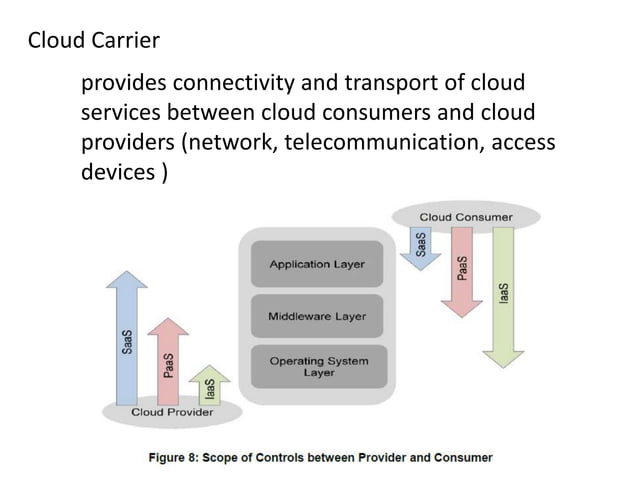 Cloud Carrier
provides connectivity and transport of cloud
services between cloud consumers and cloud
providers (network, telecommunication, access
devices )
Cloud Consumer
SaaS
PaaS
IaaS
Application Layer
Middleware Layer
Operating System
Layer
SaaS
PaaS
IaaS
Cloud Provider
Figure 8: Scope of Controls between Provider and Consumer